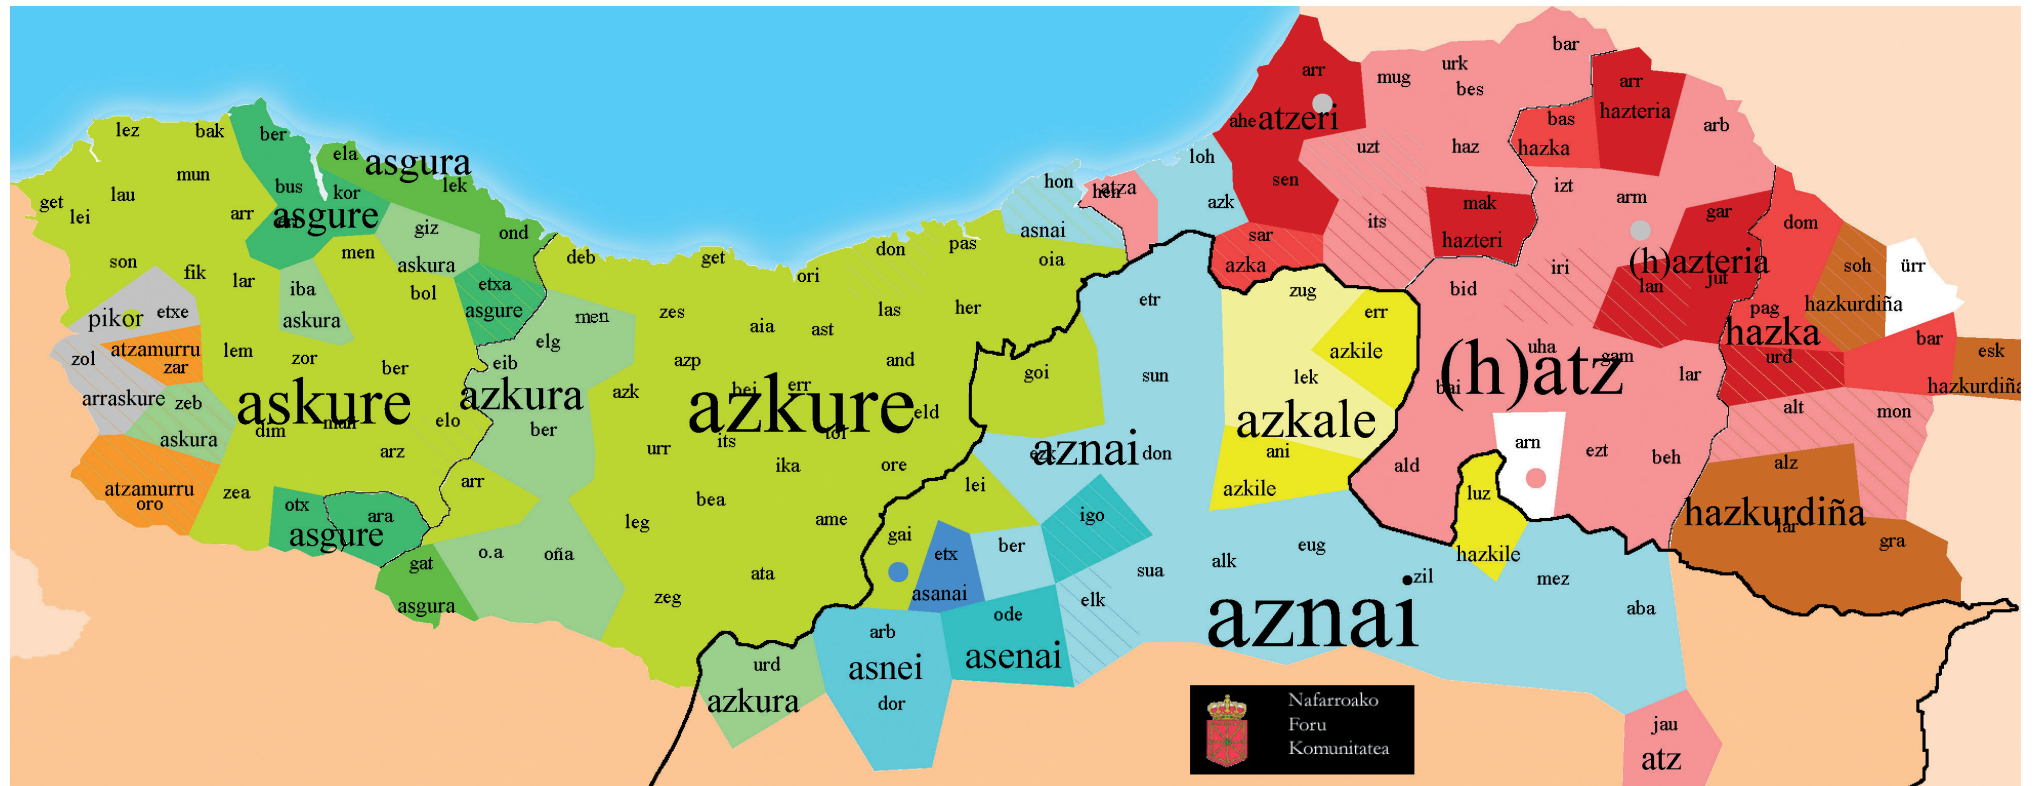 bar
urk
arr
mug
bes
arr
hazteria
lez
bak
ber
ahe
atzeri
bas
arb
ela
asgura
loh
uzt
haz
hazka
mun
hon
atza
sen
izt
arm
lau
bus
kor
lek
azk
mak
gar
get
lei
arr
asgure
giz
ond
asnai
sar
its
hazteri
dom
son
fik
lar
men
askura
deb
get
ori
don
pas
oia
azka
iri
(h)azteria
soh
ürr
iba
bol
etxa
zug
bid
lan
jut
hazkurdiña
pikor
etxe
askura
asgure
men
zes
aia
ast
las
her
etr
err
pag
hazka
zol
atzamurru
zar
lem
zor
ber
eib
elg
azp
and
goi
sun
azkile
uha
gam
urd
bar
esk
arraskure
zeb
askure
azkura
azk
bei
err
azkure
eld
lek
bai
(h)atz
lar
hazkurdiña
askura
dim
elo
ber
its
tol
azkale
alt
mon
arz
urr
ika
ore
aznai
don
ani
ald
arn
ezt
beh
alz
atzamurru
oro
zea
otx
ara
arr
bea
lei
azkile
luz
hazkurdiña
lar
asgure
leg
ame
gai
igo
gra
gat
o.a
oña
etx
ber
eug
hazkile
asgura
ata
asanai
sua
alk
zil
mez
zeg
arb
ode
elk
aznai
aba
urd
asnei
asenai
azkura
dor
Nafarroako
Foru
Komunitatea
jau
atz